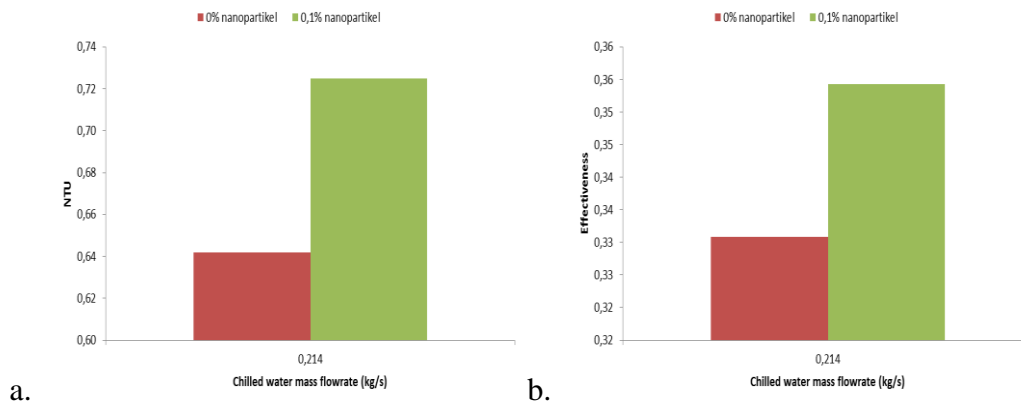 0% nanopartikel 0,1% nanopartikel
0,74
0,72
0,70
0,68
0,66
0,64
0,62
0,60
NTU
0,214
Chilled water mass flowrate (kg/s)
a.
0% nanopartikel 0,1% nanopartikel
0,36
0,36
0,35
0,35
0,34
0,34
0,33
0,33
0,32
0,32
Effectiveness
0,214
Chilled water mass flowrate (kg/s)
b.